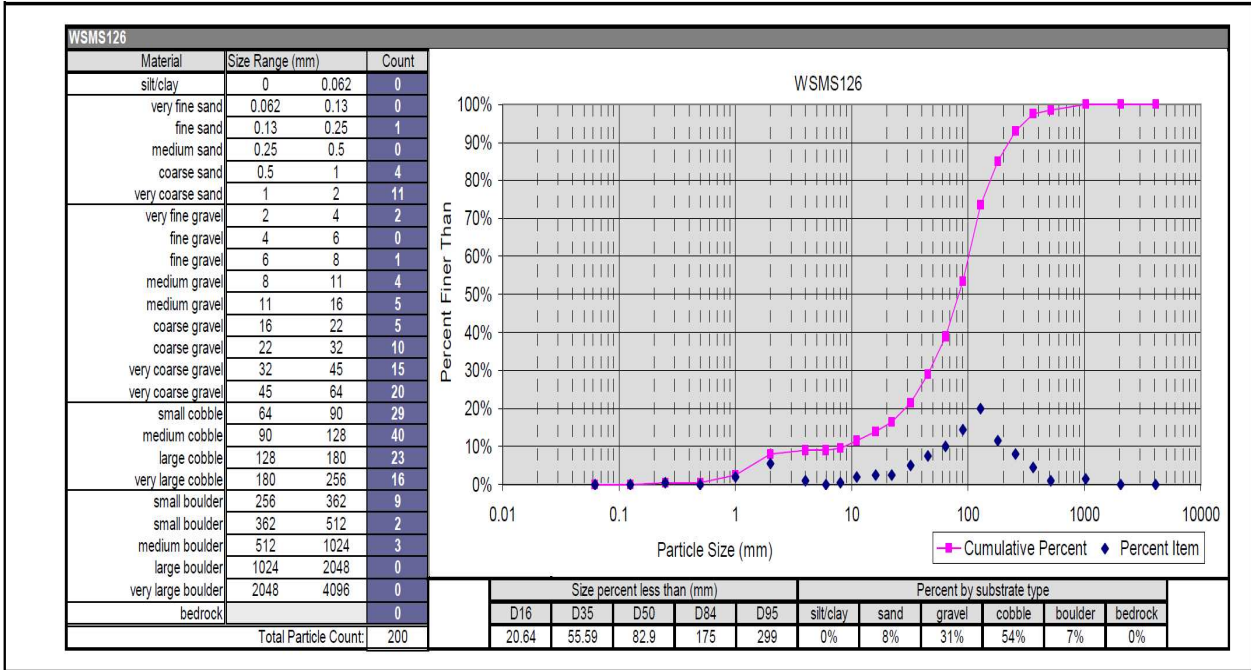 WSMS126
Material Size Range (mm) Count
silt/clay 0 0.062 0
very fine sand 0.062 0.13 0
fine sand 0.13 0.25 1
medium sand 0.25 0.5 0
coarse sand 0.5 1 4
very coarse sand 1 2 11
very fine gravel 2 4 2
fine gravel 4 6 0
fine gravel 6 8 1
medium gravel 8 11 4
medium gravel 11 16 5
coarse gravel 16 22 5
coarse gravel 22 32 10
very coarse gravel 32 45 15
very coarse gravel 45 64 20
small cobble 64 90 29
medium cobble 90 128 40
large cobble 128 180 23
very large cobble 180 256 16
small boulder 256 362 9
small boulder 362 512 2
medium boulder 512 1024 3
large boulder 1024 2048 0
very large boulder 2048 4096 0
bedrock 0
Total Particle Count: 200
WSMS126
Percent Finer Than
100%
90%
80%
70%
60%
50%
40%
30%
20%
10%
0%
0.01 0.1 1 10 100 1000 10000
Particle Size (mm)
Cumulative Percent Percent Item
Size percent less than (mm) Percent by substrate type
D16 D35 D50 D84 D95 silt/clay sand gravel cobble boulder bedrock
20.64 55.59 82.9 175 299 0% 8% 31% 54% 7% 0%